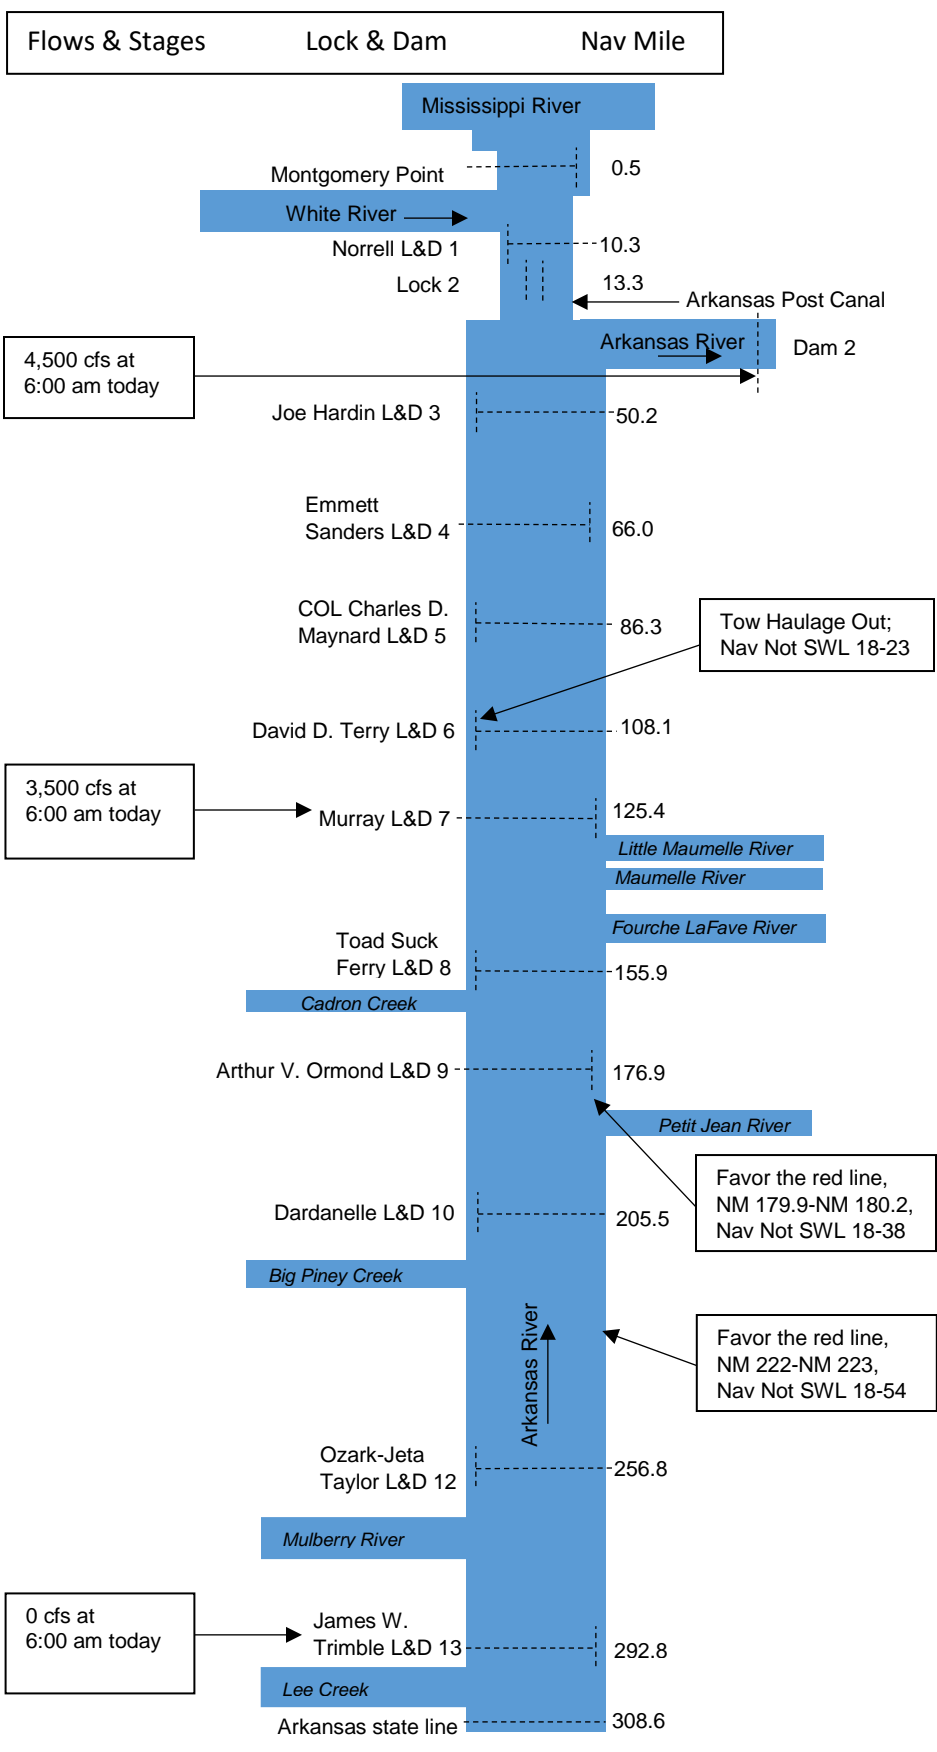 Flows & Stages Lock & Dam Nav Mile
Mississippi River
Montgomery Point 0.5
White River
Norrell L&D 1 10.3
Lock 2 13.3
Arkansas Post Canal
Arkansas River Dam 2
4,500 cfs at
6:00 am today
Joe Hardin L&D 3 50.2
Emmett
Sanders L&D 4 66.0
COL Charles D.
Maynard L&D 5 86.3
Tow Haulage Out;
Nav Not SWL 18-23
David D. Terry L&D 6 108.1
3,500 cfs at
6:00 am today
Murray L&D 7 125.4
Little Maumelle River
Maumelle River
Fourche LaFave River
Toad Suck
Ferry L&D 8 155.9
Cadron Creek
Arthur V. Ormond L&D 9 176.9
Petit Jean River
Favor the red line,
NM 179.9-NM 180.2,
Nav Not SWL 18-38
Dardanelle L&D 10 205.5
Big Piney Creek
Arkansas River
Favor the red line,
NM 222-NM 223,
Nav Not SWL 18-54
Ozark-Jeta
Taylor L&D 12 256.8
Mulberry River
0 cfs at
6:00 am today
James W.
Trimble L&D 13 292.8
Lee Creek
Arkansas state line 308.6